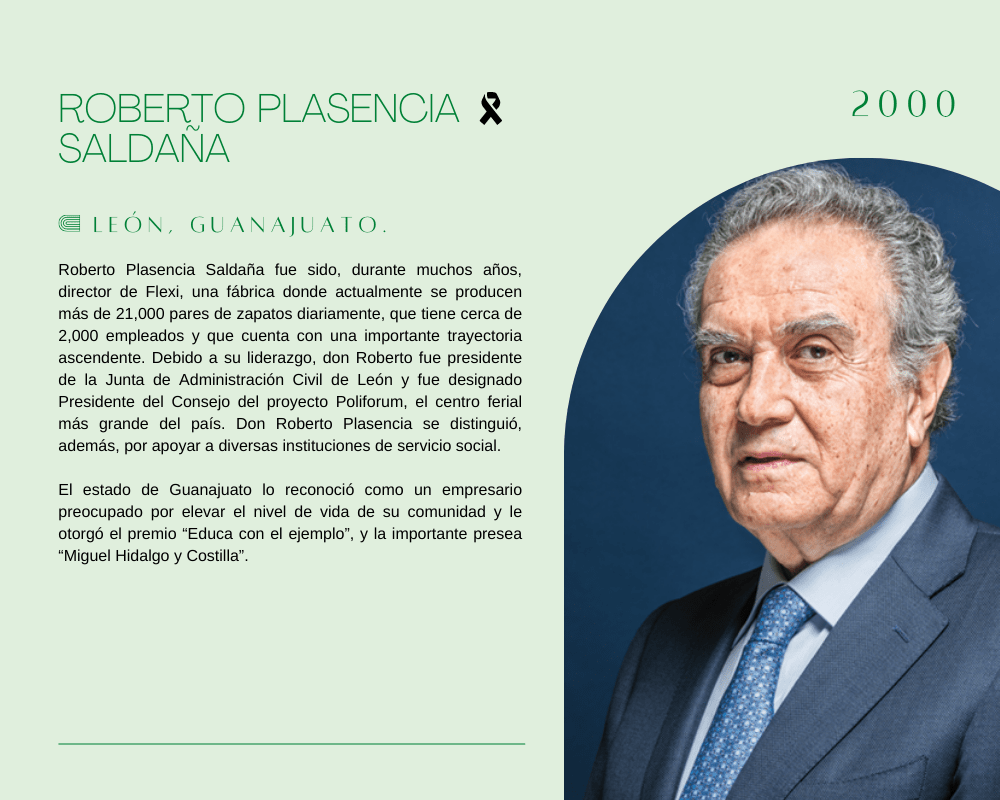 ROBERTO PLASENCIA
SALDAÑA
2000
LEÓN, GUANAJUATO.
Roberto Plasencia Saldaña fue sido, durante muchos años,
director de Flexi, una fábrica donde actualmente se producen
más de 21,000 pares de zapatos diariamente, que tiene cerca de
2,000 empleados y que cuenta con una importante trayectoria
ascendente. Debido a su liderazgo, don Roberto fue presidente
de la Junta de Administración Civil de León y fue designado
Presidente del Consejo del proyecto Poliforum, el centro ferial
más grande del país. Don Roberto Plasencia se distinguió,
además, por apoyar a diversas instituciones de servicio social.
El estado de Guanajuato lo reconoció como un empresario
preocupado por elevar el nivel de vida de su comunidad y le
otorgó el premio “Educa con el ejemplo”, y la importante presea
“Miguel Hidalgo y Costilla”.